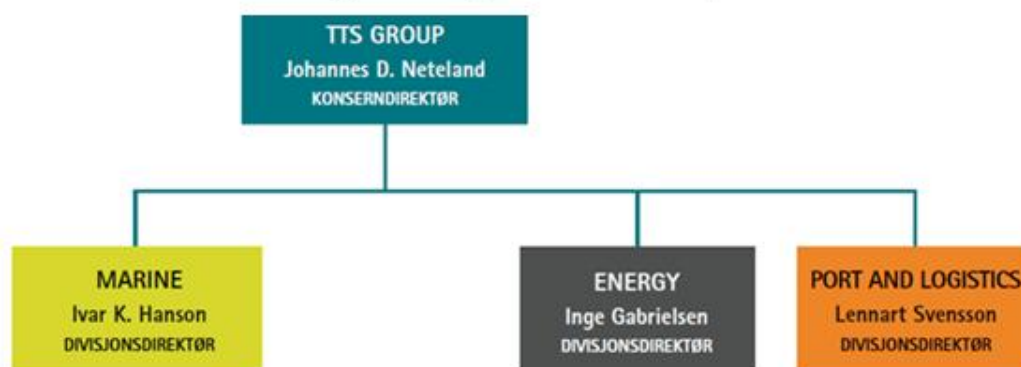 TTS GROUP
Johannes D. Neteland
KONSERNDIREKTØR
MARINE
Ivar K. Hanson
DIVISJONSDIREKTØR
ENERGY
Inge Gabrielsen
DIVISJONSDIREKTØR
PORT AND LOGISTICS
Lennart Svensson
DIVISJONSDIREKTØR